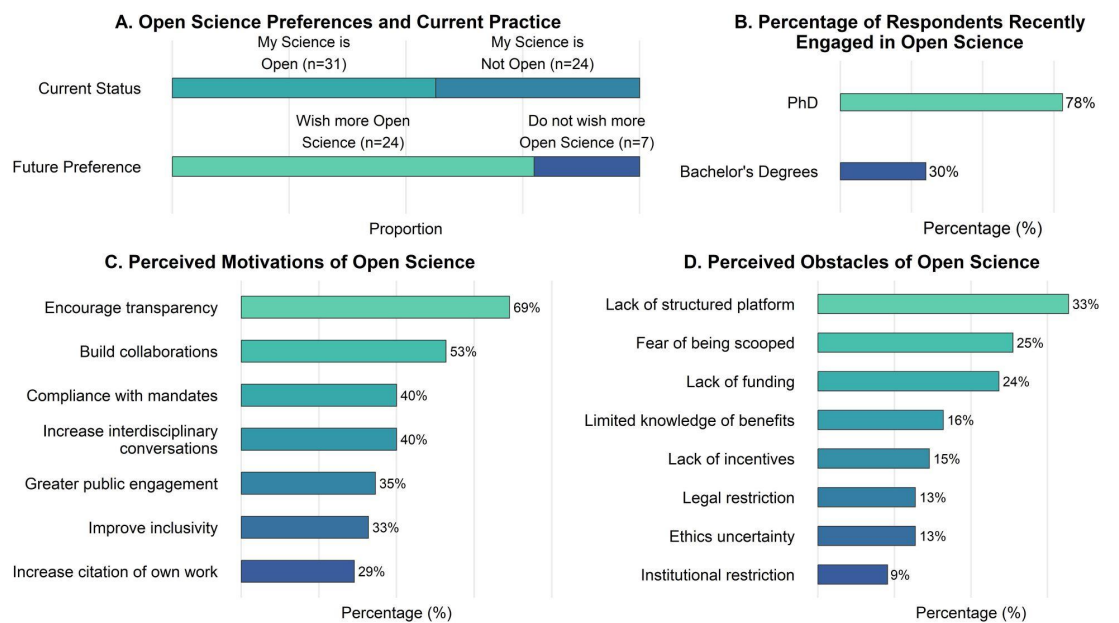 A. Open Science Preferences and Current Practice
My Science is
Open (n=31)
My Science is
Not Open (n=24)
Current Status
Wish more Open
Science (n=24)
Do not wish more
Open Science (n=7)
Future Preference
Proportion
B. Percentage of Respondents Recently
Engaged in Open Science
PhD
78%
Bachelor's Degrees
30%
Percentage (%)
C. Perceived Motivations of Open Science
Encourage transparency
69%
Build collaborations
53%
Compliance with mandates
40%
Increase interdisciplinary
conversations
40%
Greater public engagement
35%
Improve inclusivity
33%
Increase citation of own work
29%
Percentage (%)
D. Perceived Obstacles of Open Science
Lack of structured platform
33%
Fear of being scooped
25%
Lack of funding
24%
Limited knowledge of benefits
16%
Lack of incentives
15%
Legal restriction
13%
Ethics uncertainty
13%
Institutional restriction
9%
Percentage (%)